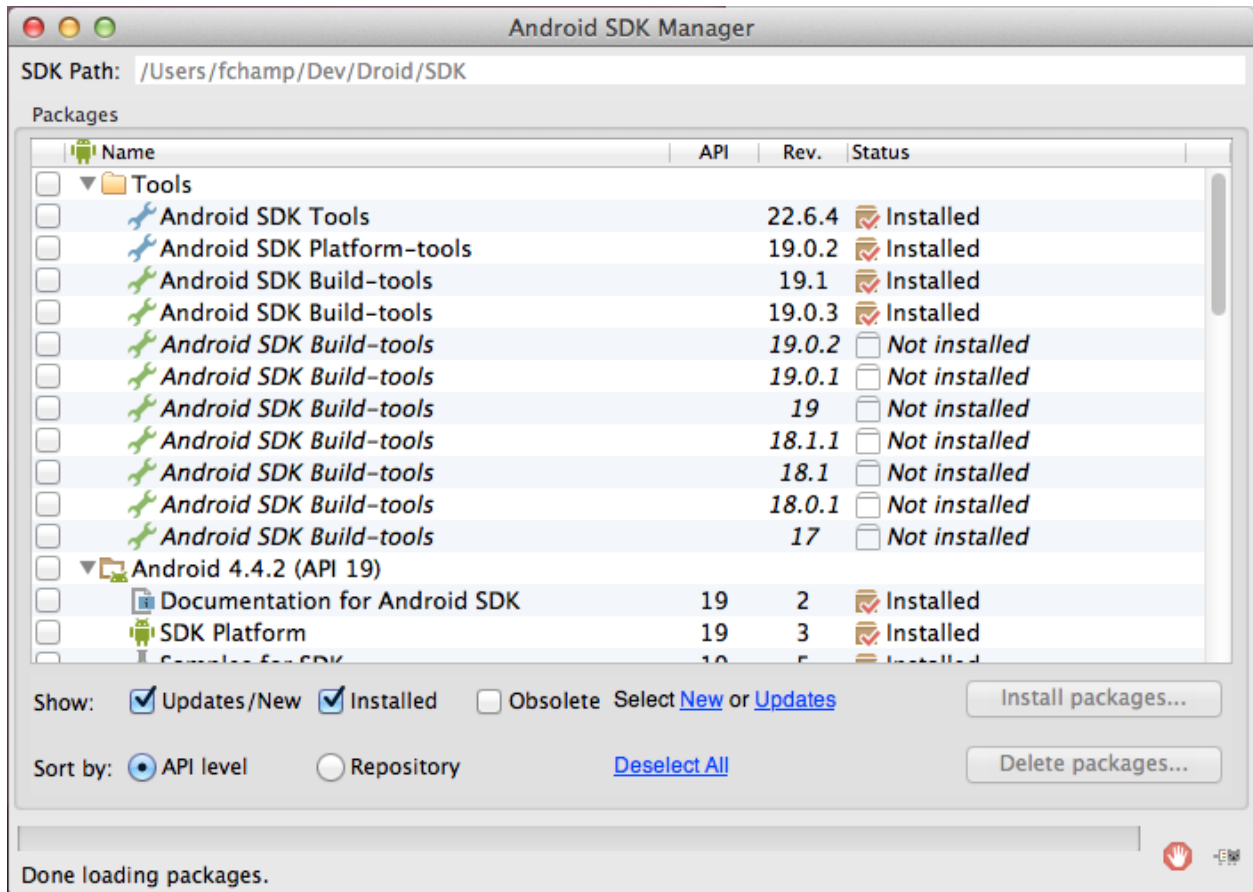 Android SDK Manager
SDK Path: /Users/fchamp/Dev/Droid/SDK
Packages
Name API Rev. Status
Tools
Android SDK Tools 22.6.4 Installed
Android SDK Platform-tools 19.0.2 Installed
Android SDK Build-tools 19.1 Installed
Android SDK Build-tools 19.0.3 Installed
Android SDK Build-tools 19.0.2 Not installed
Android SDK Build-tools 19.0.1 Not installed
Android SDK Build-tools 19 Not installed
Android SDK Build-tools 18.1.1 Not installed
Android SDK Build-tools 18.1 Not installed
Android SDK Build-tools 18.0.1 Not installed
Android SDK Build-tools 17 Not installed
Android 4.4.2 (API 19)
Documentation for Android SDK 19 2 Installed
SDK Platform 19 3 Installed
Samples for SDK 19 5 Installed
Show: Updates/New Installed Obsolete Select New or Updates Install packages...
Sort by: API level Repository Deselect All Delete packages...
Done loading packages.